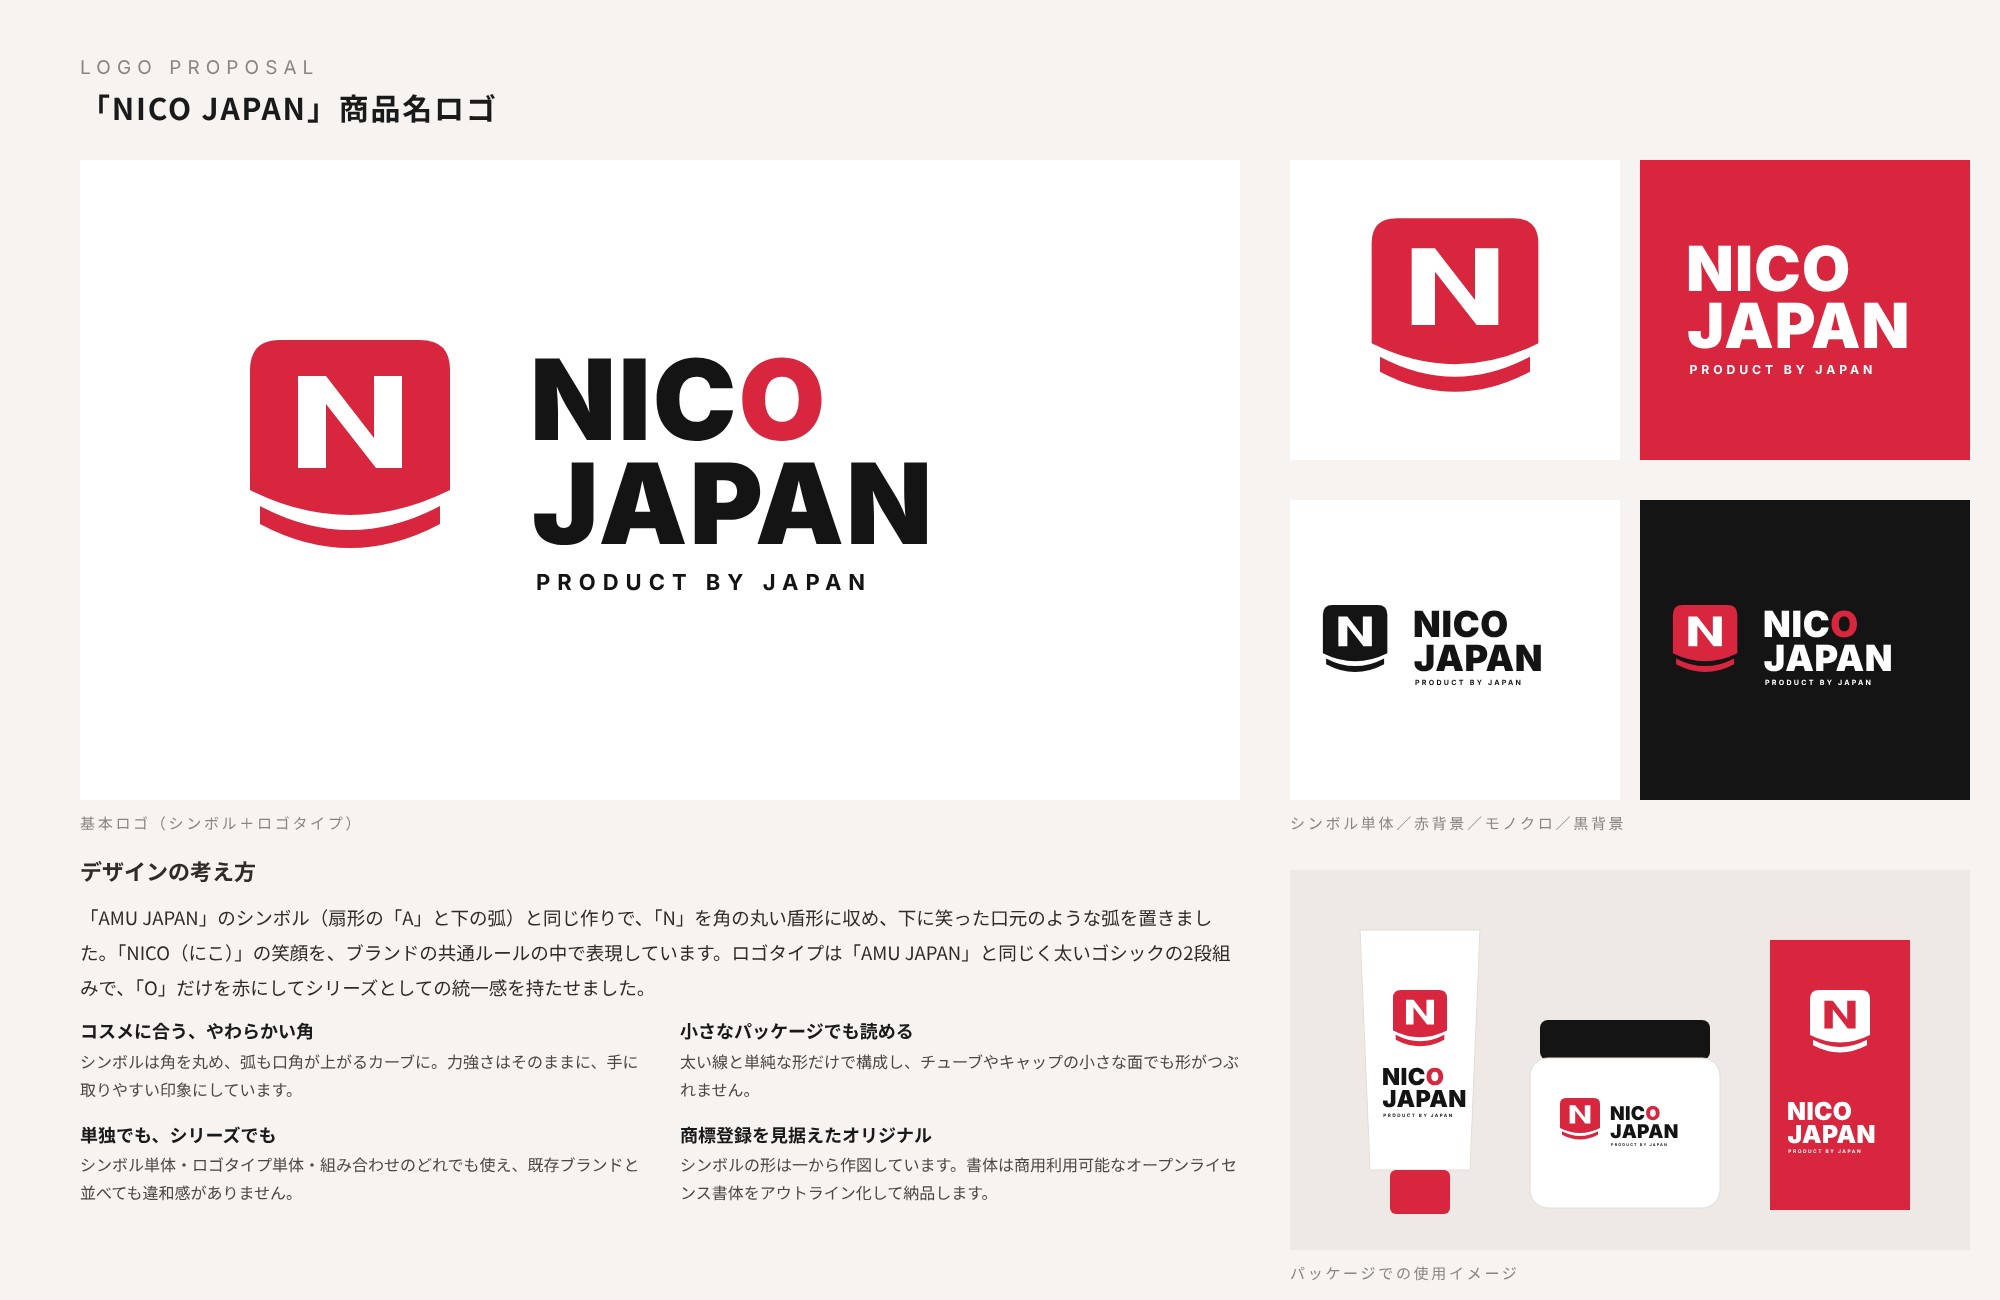 LOGO PROPOSAL
「NICO JAPAN」商品名ロゴ
N
NICO
JAPAN
PRODUCT BY JAPAN
基本ロゴ（シンボル＋ロゴタイプ）
N
NICO
JAPAN
PRODUCT BY JAPAN
N
NICO
JAPAN
PRODUCT BY JAPAN
N
NICO
JAPAN
PRODUCT BY JAPAN
シンボル単体／赤背景／モノクロ／黒背景
デザインの考え方
「AMU JAPAN」のシンボル（扇形の「A」と下の弧）と同じ作りで、「N」を角の丸い盾形に収め、下に笑った口元のような弧を置きまし
た。「NICO（にこ）」の笑顔を、ブランドの共通ルールの中で表現しています。ロゴタイプは「AMU JAPAN」と同じく太いゴシックの2段組
みで、「O」だけを赤にしてシリーズとしての統一感を持たせました。
コスメに合う、やわらかい角
シンボルは角を丸め、弧も口角が上がるカーブに。力強さはそのままに、手に
取りやすい印象にしています。
小さなパッケージでも読める
太い線と単純な形だけで構成し、チューブやキャップの小さな面でも形がつぶ
れません。
単独でも、シリーズでも
シンボル単体・ロゴタイプ単体・組み合わせのどれでも使え、既存ブランドと
並べても違和感がありません。
商標登録を見据えたオリジナル
シンボルの形は一から作図しています。書体は商用利用可能なオープンライセ
ンス書体をアウトライン化して納品します。
N
NICO
JAPAN
PRODUCT BY JAPAN
N
NICO
JAPAN
PRODUCT BY JAPAN
N
NICO
JAPAN
PRODUCT BY JAPAN
パッケージでの使用イメージ